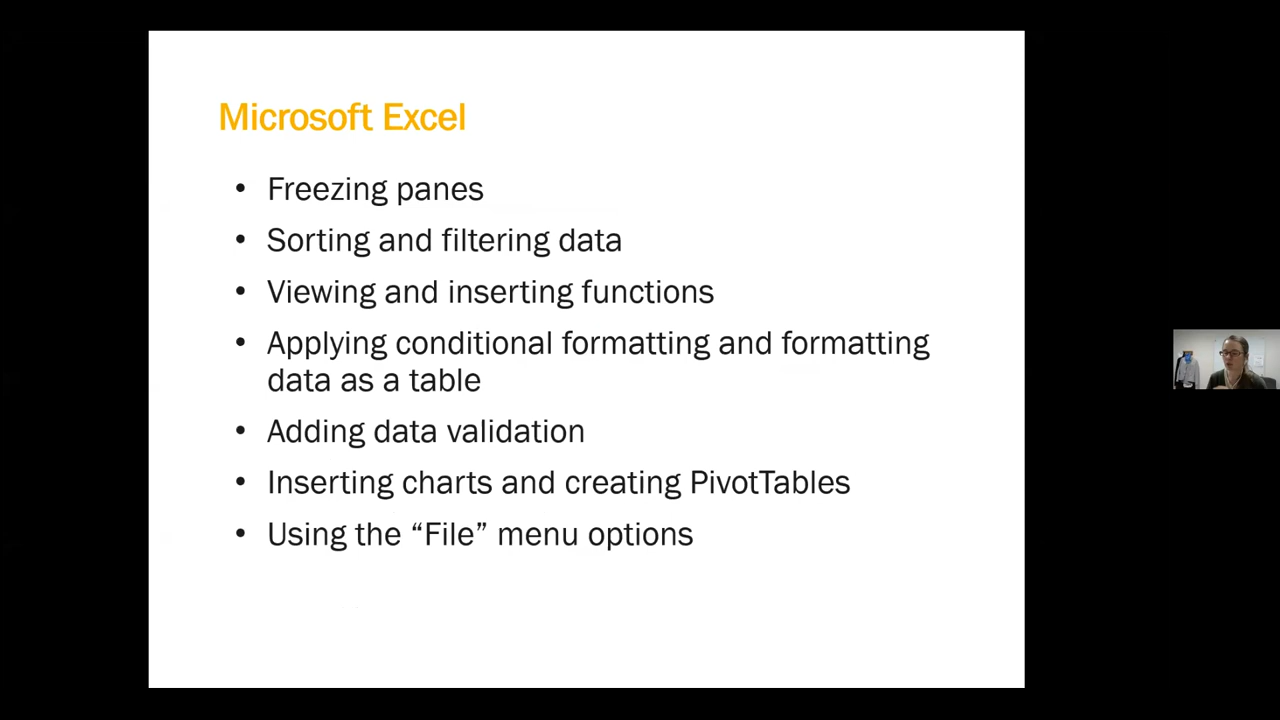 Microsoft Excel
• Freezing panes
• Sorting and filtering data
• Viewing and inserting functions
• Applying conditional formatting and formatting
data as a table
• Adding data validation
• Inserting charts and creating PivotTables
• Using the “File” menu options